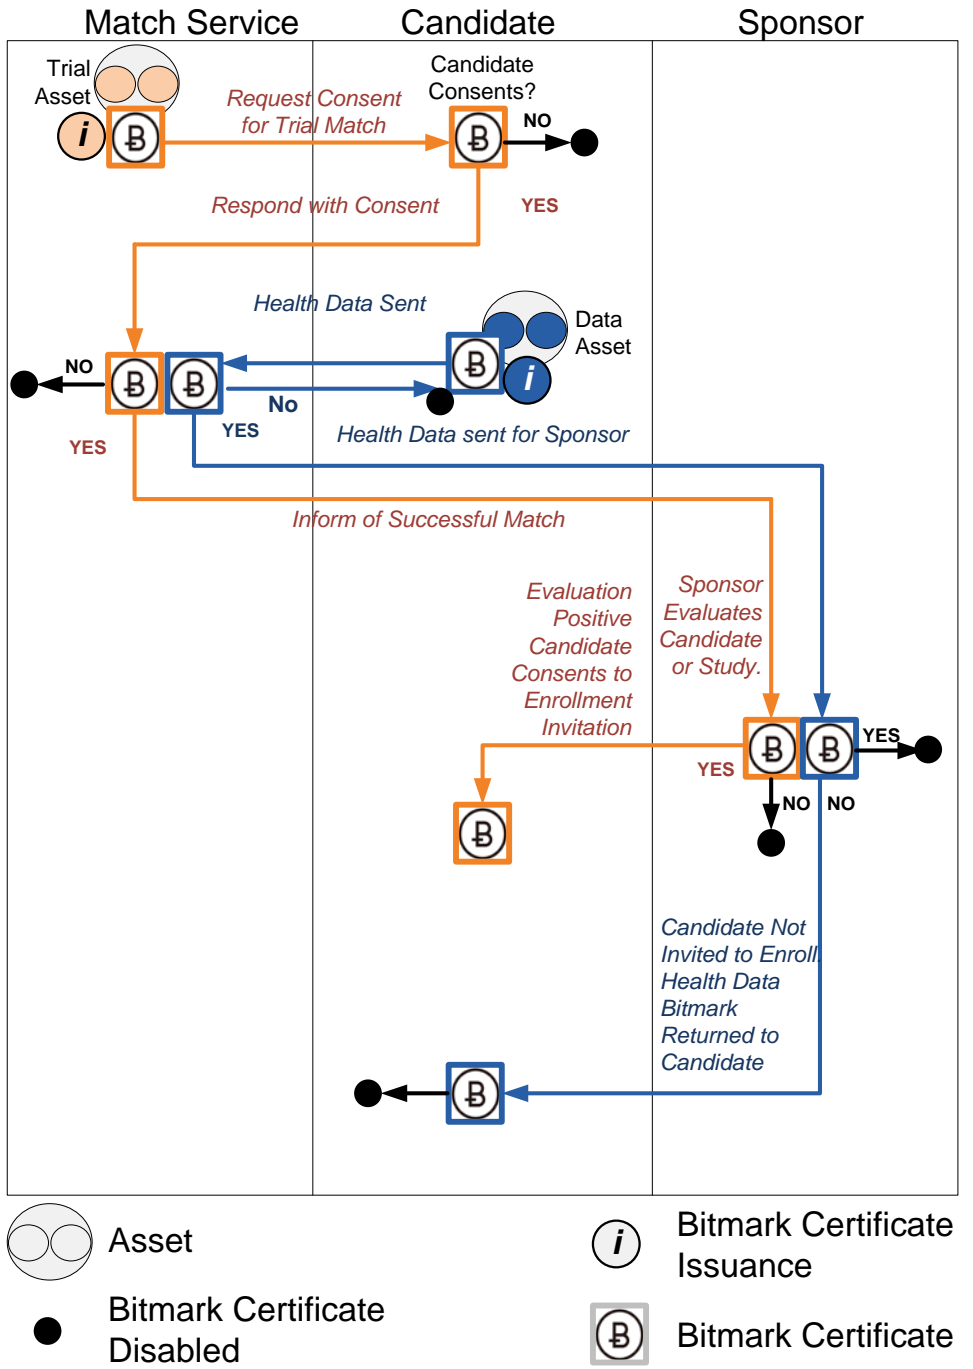 Match Service
Candidate
Sponsor
Trial
Asset
i
Ƀ
Request Consent
for Trial Match
Candidate
Consents?
Ƀ
NO
Respond with Consent
YES
Health Data Sent
Data
Asset
Ƀ
i
NO
Ƀ
Ƀ
No
YES
YES
Health Data sent for Sponsor
Inform of Successful Match
Evaluation
Positive
Candidate
Consents to
Enrollment
Invitation
Sponsor
Evaluates
Candidate
or Study.
Ƀ
Ƀ
YES
YES
NO
NO
Ƀ
Candidate Not
Invited to Enroll.
Health Data
Bitmark
Returned to
Candidate
Ƀ
Asset
i
Bitmark Certificate
Issuance
Bitmark Certificate
Disabled
Ƀ
Bitmark Certificate